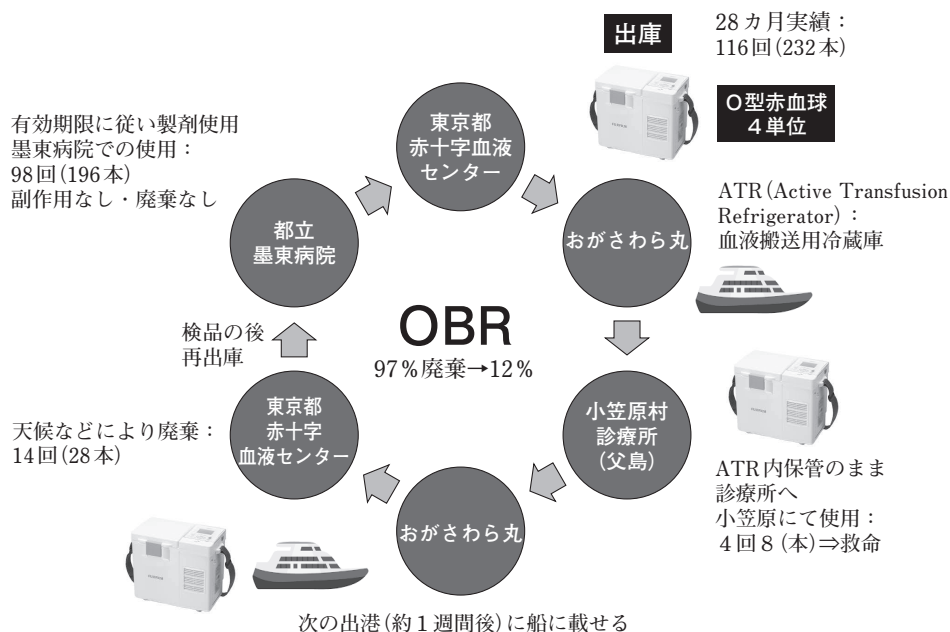 出庫
28カ月実績：
116回(232本)
O型赤血球
4単位
東京都
赤十字血液
センター
おがさわら丸
ATR(Active Transfusion
Refrigerator)：
血液搬送用冷蔵庫
小笠原村
診療所
(父島)
ATR内保管のまま
診療所へ
小笠原にて使用：
4回8(本)⇒救命
おがさわら丸
次の出港(約1週間後)に船に載せる
東京都
赤十字
血液センター
天候などにより廃棄：
14回(28本)
検品の後
再出庫
都立
墨東病院
有効期限に従い製剤使用
墨東病院での使用：
98回(196本)
副作用なし・廃棄なし
OBR
97%廃棄→12%